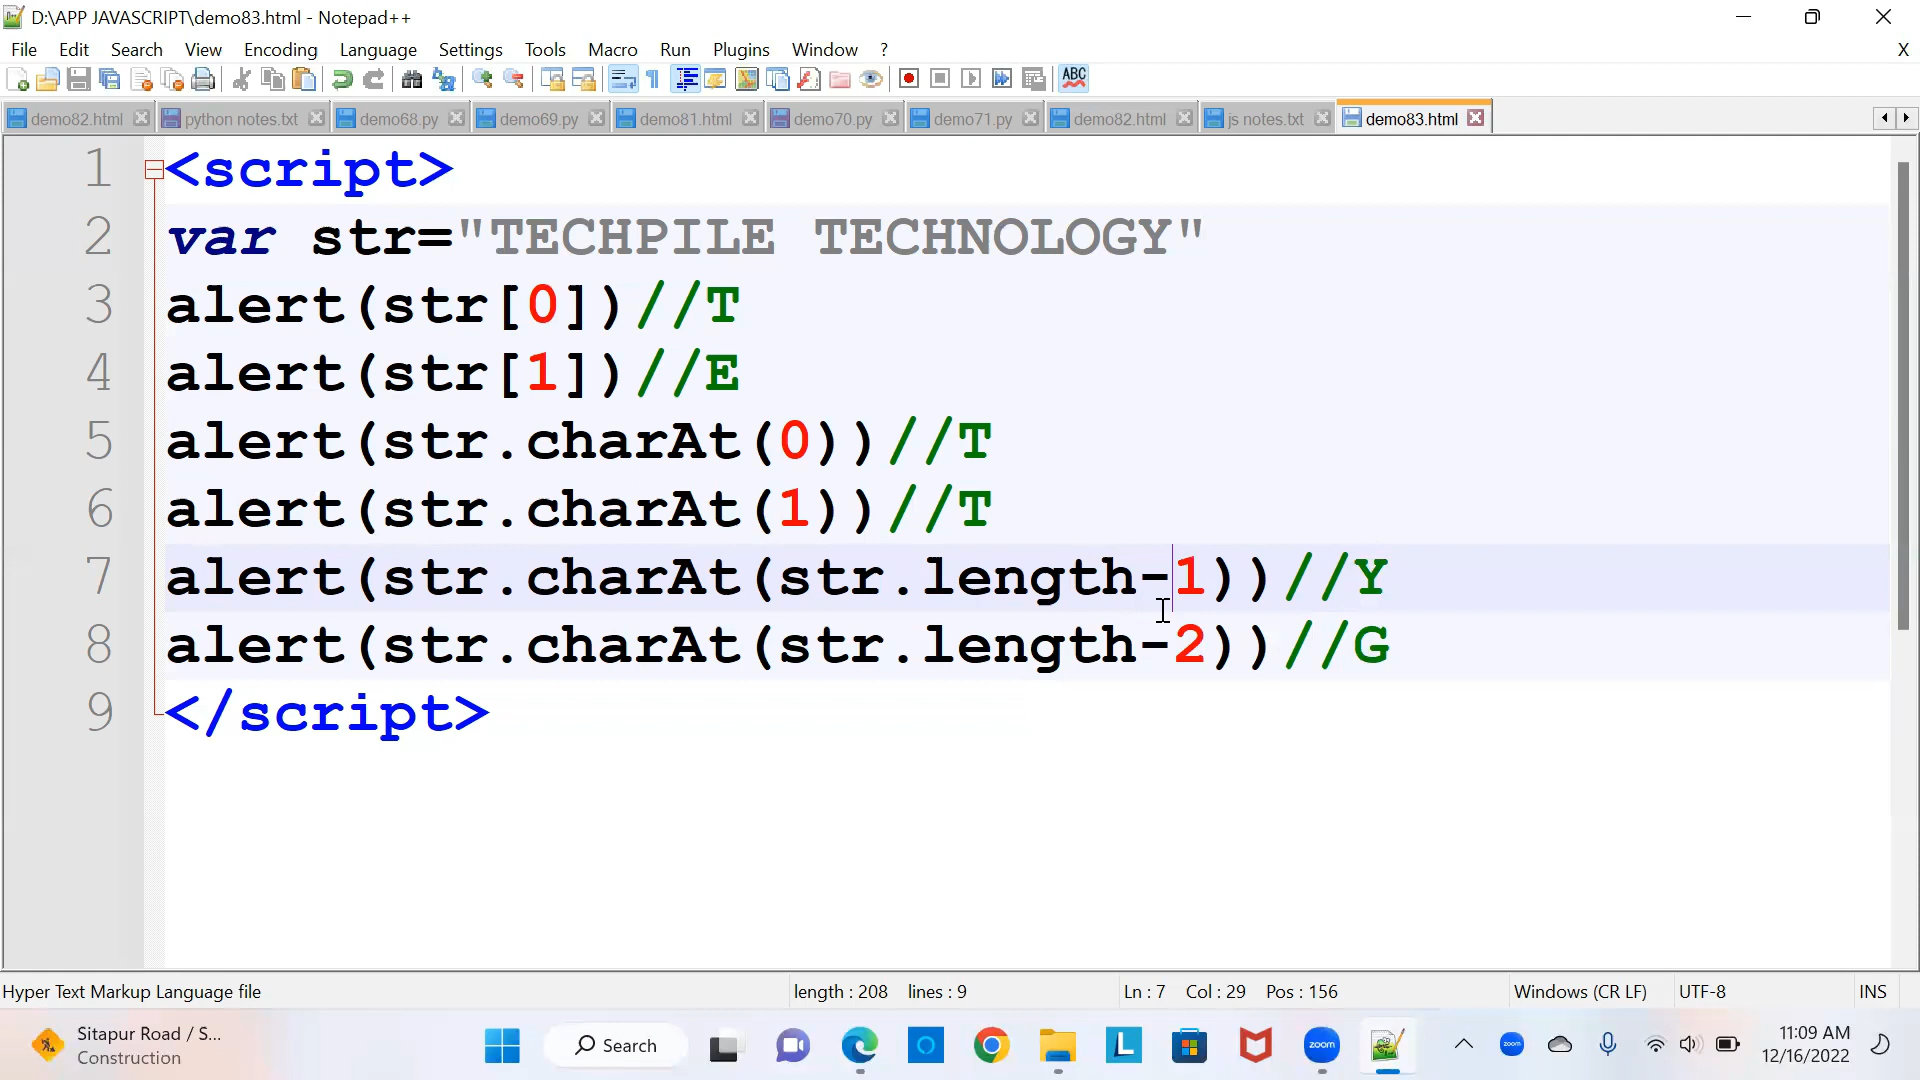 D:\APP JAVASCRIPT\demo83.html - Notepad++
File Edit Search View Encoding Language Settings Tools Macro Run Plugins Window ? X
ABC
demo82.html python notes.txt demo68.py demo69.py demo81.html demo70.py demo71.py demo82.html js notes.txt demo83.html
1 <script>
2 var str="TECHPILE TECHNOLOGY"
3 alert(str[0])//T
4 alert(str[1])//E
5 alert(str.charAt(0))//T
6 alert(str.charAt(1))//T
7 alert(str.charAt(str.length-1))//Y
8 alert(str.charAt(str.length-2))//G
9 </script>
Hyper Text Markup Language file length : 208 lines : 9 Ln : 7 Col : 29 Pos : 156 Windows (CR LF) UTF-8 INS
Sitapur Road / S...
Construction
Search
L
zoom
zoom
11:09 AM
12/16/2022